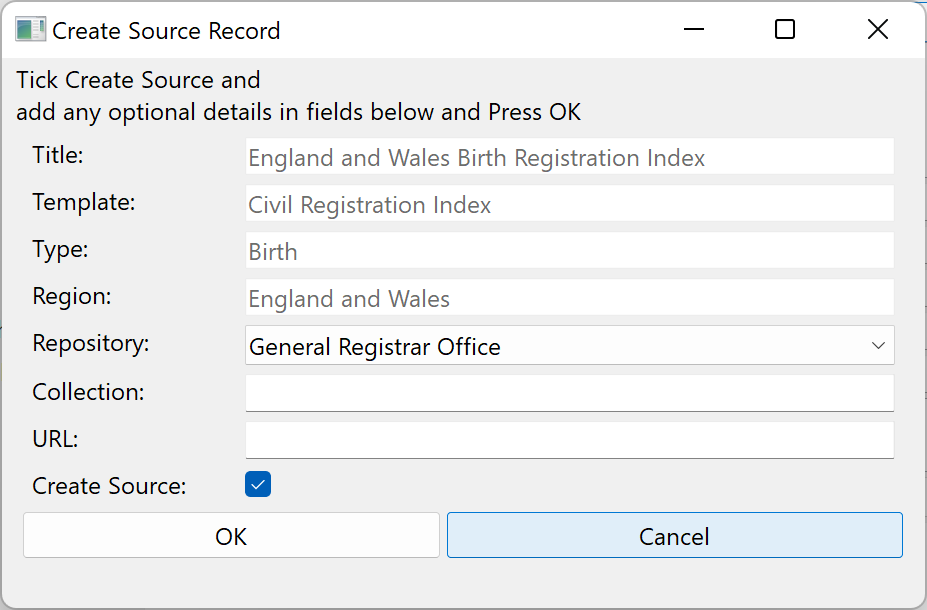 Create Source Record
Tick Create Source and
add any optional details in fields below and Press OK
Title: England and Wales Birth Registration Index
Template: Civil Registration Index
Type: Birth
Region: England and Wales
Repository: General Registrar Office
Collection:
URL:
Create Source:
OK Cancel